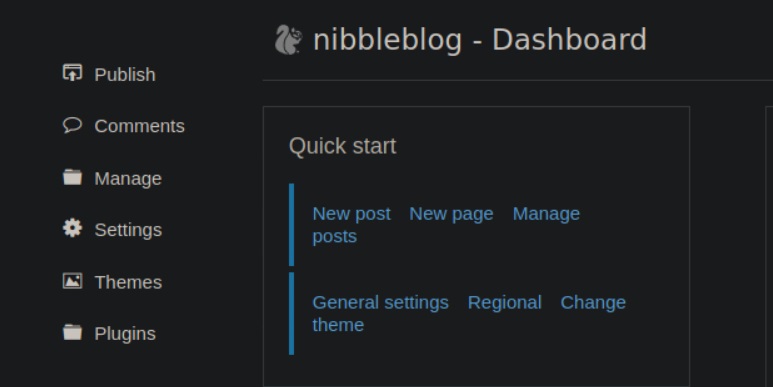 nibbleblog - Dashboard
Publish
Comments
Manage
Settings
Themes
Plugins
Quick start
New post New page Manage
posts
General settings Regional Change
theme